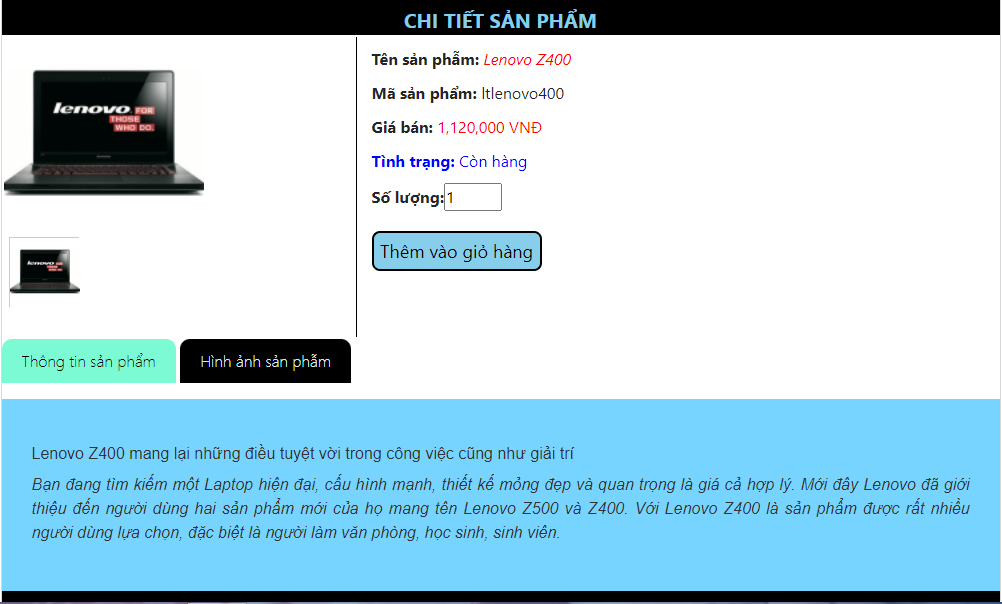 CHI TIẾT SẢN PHẨM
lenovo FOR
THOSE
WHO DO.
Tên sản phẩm: Lenovo Z400
Mã sản phẩm: ltlenovo400
Giá bán: 1,120,000 VNĐ
Tình trạng: Còn hàng
Số lượng: 1
Thêm vào giỏ hàng
lenovo
Thông tin sản phẩm
Hình ảnh sản phẩm
Lenovo Z400 mang lại những điều tuyệt vời trong công việc cũng như giải trí
Bạn đang tìm kiếm một Laptop hiện đại, cấu hình mạnh, thiết kế mỏng đẹp và quan trọng là giá cả hợp lý. Mới đây Lenovo đã giới
thiệu đến người dùng hai sản phẩm mới của họ mang tên Lenovo Z500 và Z400. Với Lenovo Z400 là sản phẩm được rất nhiều
người dùng lựa chọn, đặc biệt là người làm văn phòng, học sinh, sinh viên.